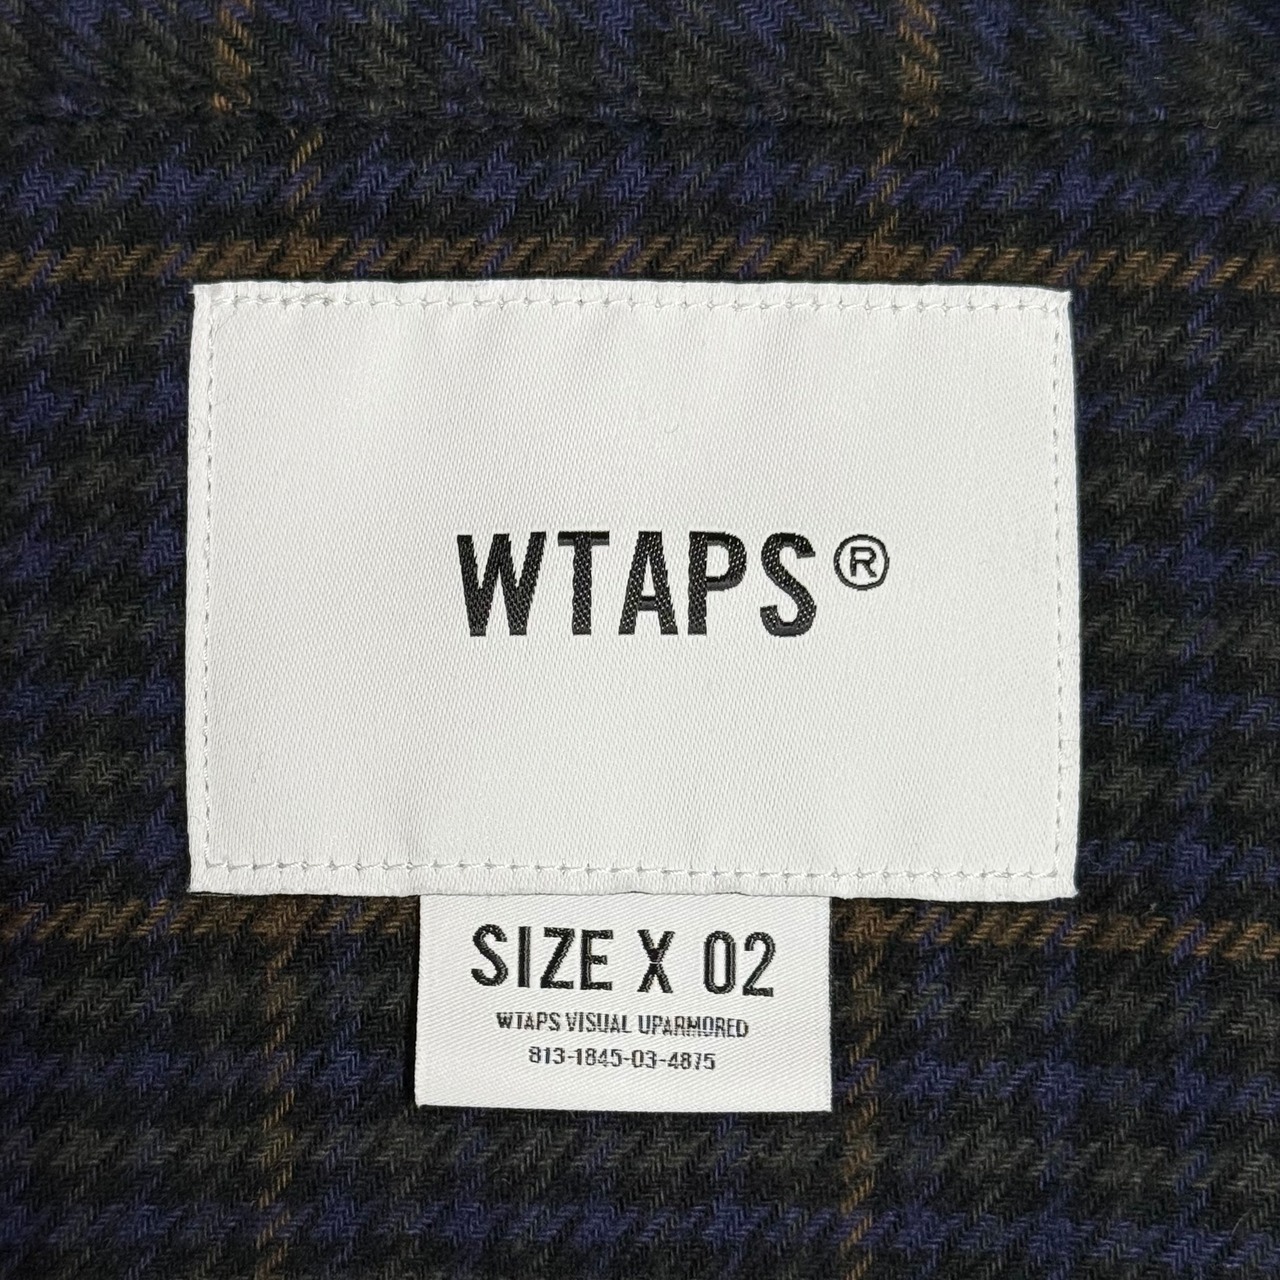 WTAPS®
SIZE X 02
WTAPS VISUAL UPARMORED
813-1845-03-4875